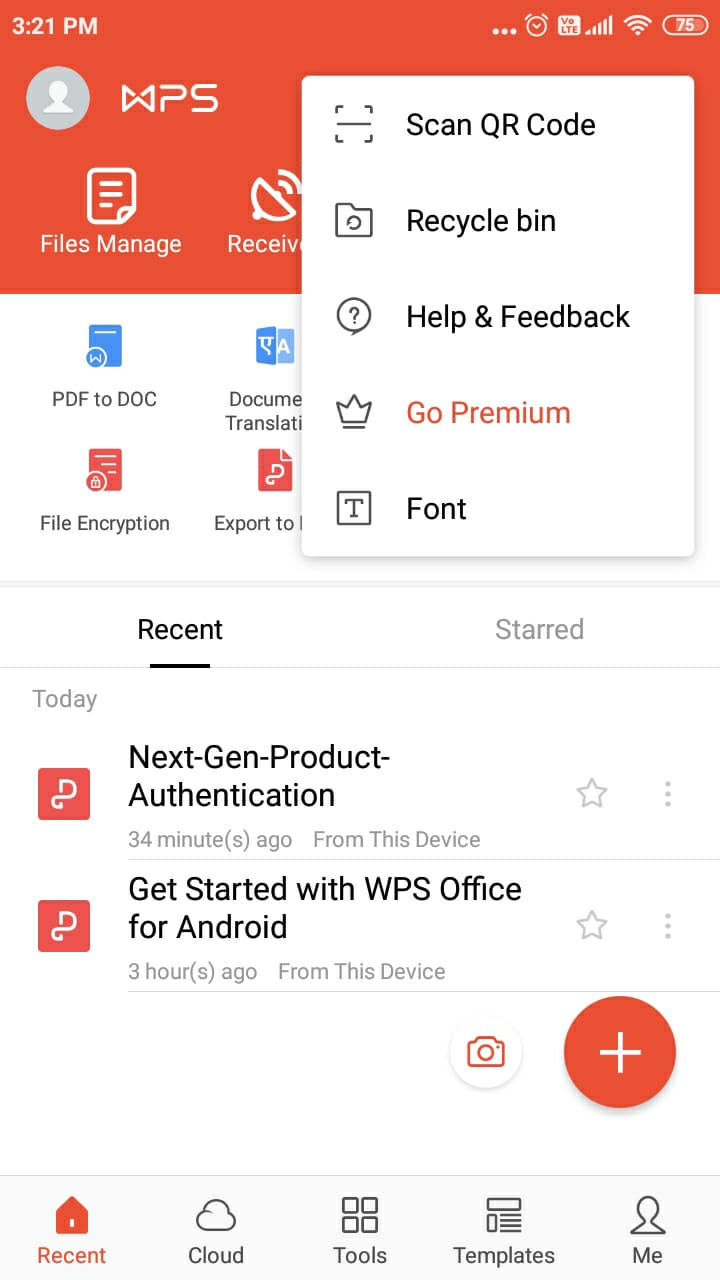 3:21 PM
Vo
LTE
75
WPS
Scan QR Code
Recycle bin
Help & Feedback
Go Premium
Font
Files Manage
Receiv
PDF to DOC
ए A
Docume
Translati
File Encryption
Export to
Recent
Starred
Today
Next-Gen-Product-
Authentication
34 minute(s) ago From This Device
Get Started with WPS Office
for Android
3 hour(s) ago From This Device
Recent
Cloud
Tools
Templates
Me